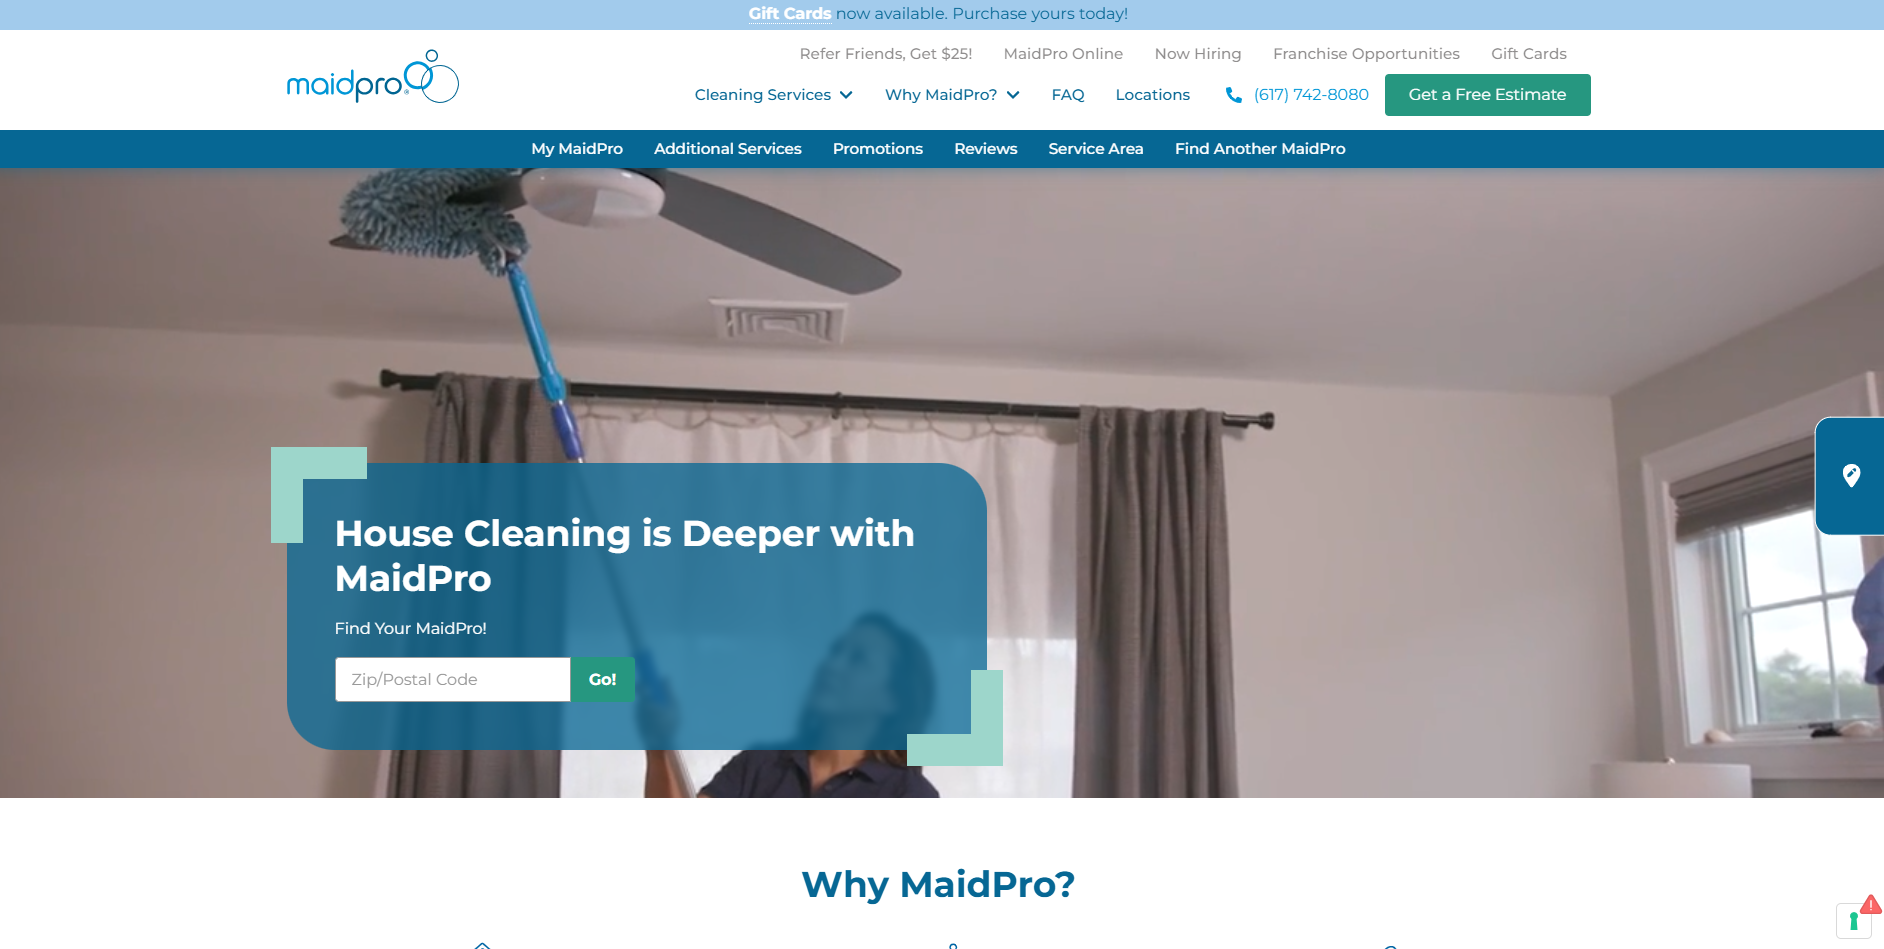 Gift Cards now available. Purchase yours today!
Refer Friends, Get $25! MaidPro Online Now Hiring Franchise Opportunities Gift Cards
maidpro®
Cleaning Services Why MaidPro? FAQ Locations (617) 742-8080 Get a Free Estimate
My MaidPro Additional Services Promotions Reviews Service Area Find Another MaidPro
House Cleaning is Deeper with
MaidPro
Find Your MaidPro!
Zip/Postal Code Go!
Why MaidPro?